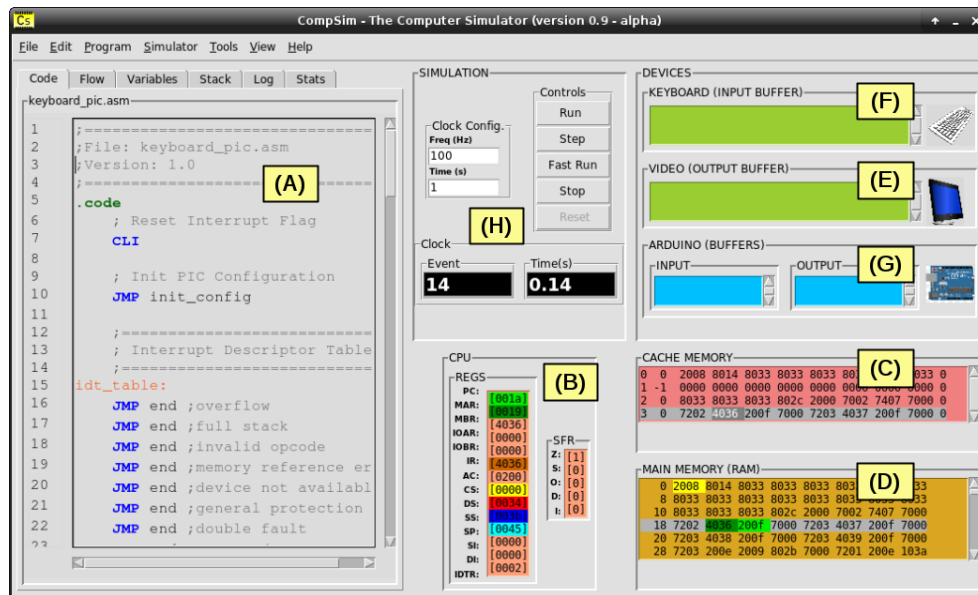 Cs CompSim - The Computer Simulator (version 0.9 - alpha)
File Edit Program Simulator Tools View Help
Code Flow Variables Stack Log Stats
keyboard_pic.asm
1 ;================================
2 ;File: keyboard_pic.asm
3 ;Version: 1.0
4 ;================================
(A)
5 .code
6 ; Reset Interrupt Flag
7 CLI
8
9 ; Init PIC Configuration
10 JMP init_config
11
12 ;===========================
13 ; Interrupt Descriptor Table
14 ;===========================
15 idt_table:
16 JMP end ;overflow
17 JMP end ;full stack
18 JMP end ;invalid opcode
19 JMP end ;memory reference er
20 JMP end ;device not availabl
21 JMP end ;general protection
22 JMP end ;double fault
23
SIMULATION
Controls
Run
Step
Fast Run
Stop
Reset
Clock Config.
Freq (Hz)
100
Time (s)
1
(H)
Clock
Event
14
Time(s)
0.14
CPU
(B)
REGS
PC: [001a]
MAR: [0019]
MBR: [4036]
IOAR: [0000]
IOBR: [0000]
IR: [4036]
AC: [0200]
CS: [0000]
DS: [0034]
SS:
SP: [0045]
SI: [0000]
DI: [0000]
IDTR: [0002]
SFR
Z: [1]
S: [0]
O: [0]
D: [0]
I: [0]
DEVICES
KEYBOARD (INPUT BUFFER)
(F)
VIDEO (OUTPUT BUFFER)
(E)
ARDUINO (BUFFERS)
INPUT
OUTPUT
(G)
CACHE MEMORY
(C)
0 0 2008 8014 8033 8033 8033 0
1 -1 0000 0000 0000 0000 0000 0
2 0 8033 8033 8033 802c 2000 7002 7407 7000 0
3 0 7202 4036 200f 7000 7203 4037 200f 7000 0
MAIN MEMORY (RAM)
(D)
0 2008 8014 8033 8033 8033
8 8033 8033 8033 8033 8033
10 8033 8033 8033 802c 2000 7002 7407 7000
18 7202 4036 200f 7000 7203 4037 200f 7000
20 7203 4038 200f 7000 7203 4039 200f 7000
28 7203 200e 2009 802b 7000 7201 200e 103a